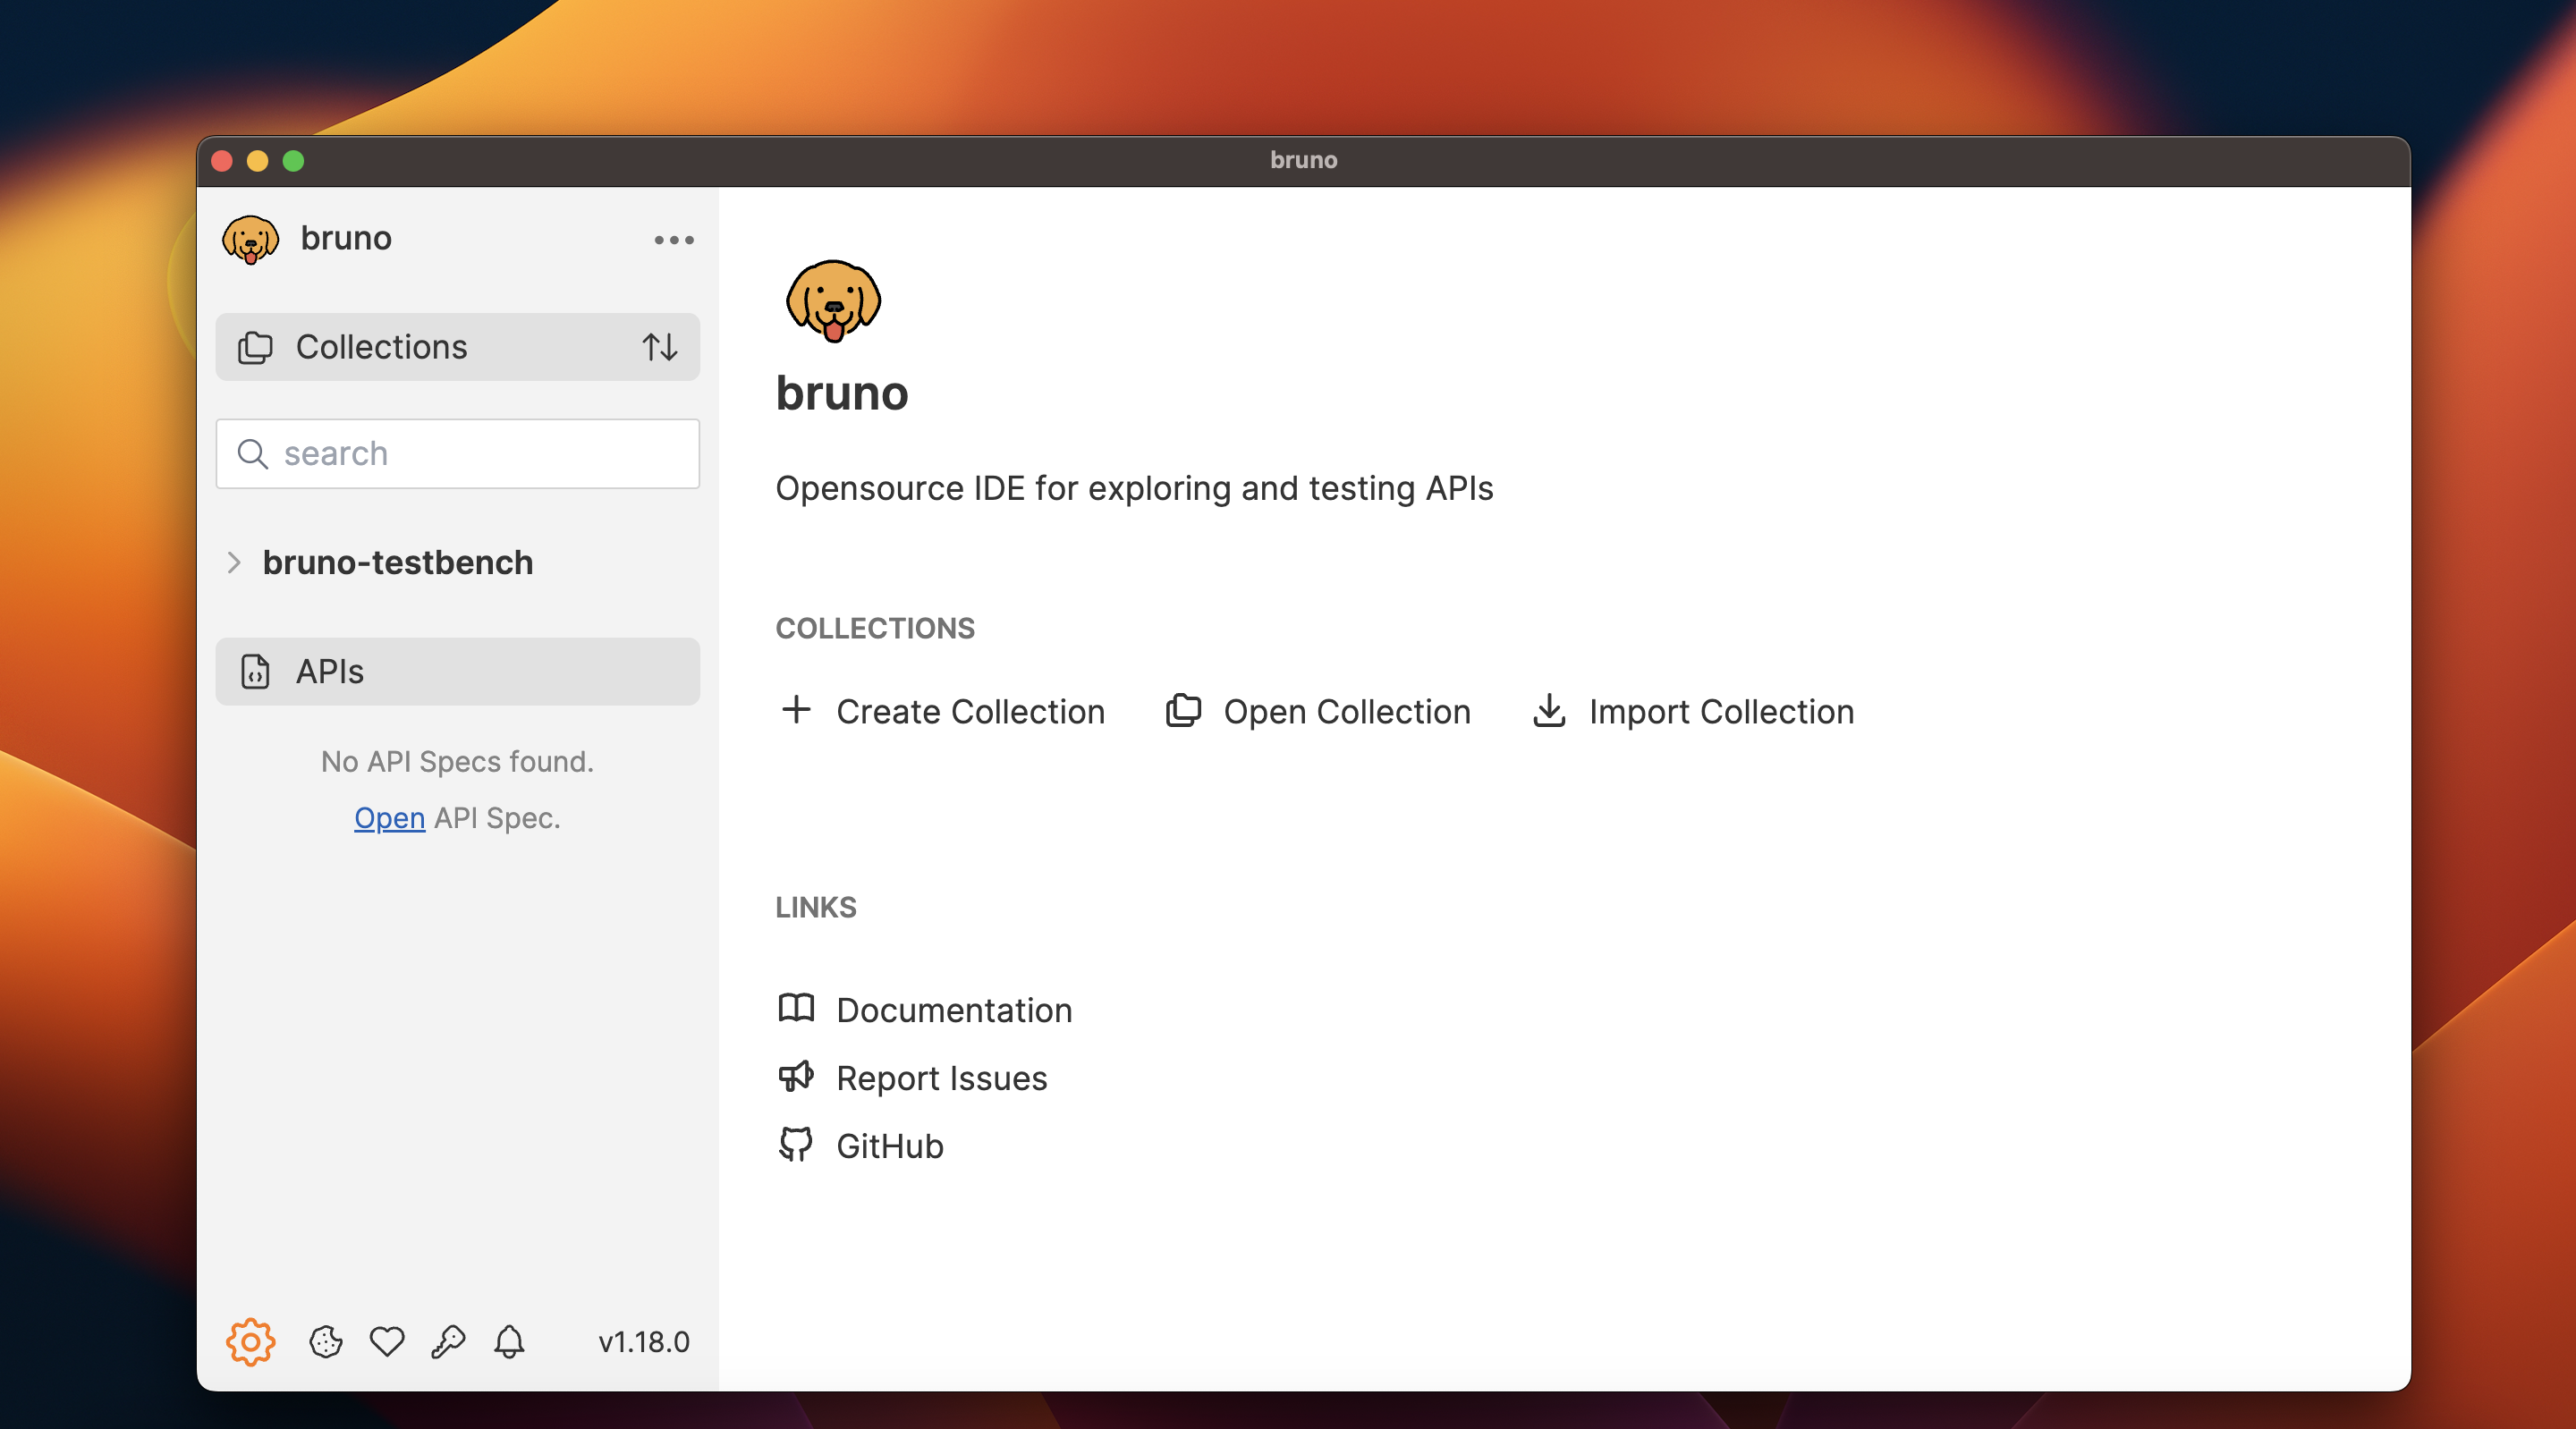 bruno
bruno
Collections
search
bruno-testbench
APIs
No API Specs found.
Open API Spec.
v1.18.0
bruno
Opensource IDE for exploring and testing APIs
COLLECTIONS
Create Collection Open Collection Import Collection
LINKS
Documentation
Report Issues
GitHub